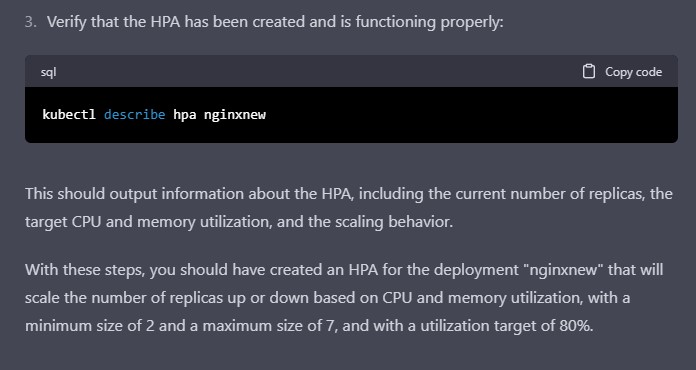 3. Verify that the HPA has been created and is functioning properly:
sql
Copy code
kubectl describe hpa nginxnew
This should output information about the HPA, including the current number of replicas, the
target CPU and memory utilization, and the scaling behavior.
With these steps, you should have created an HPA for the deployment "nginxnew" that will
scale the number of replicas up or down based on CPU and memory utilization, with a
minimum size of 2 and a maximum size of 7, and with a utilization target of 80%.